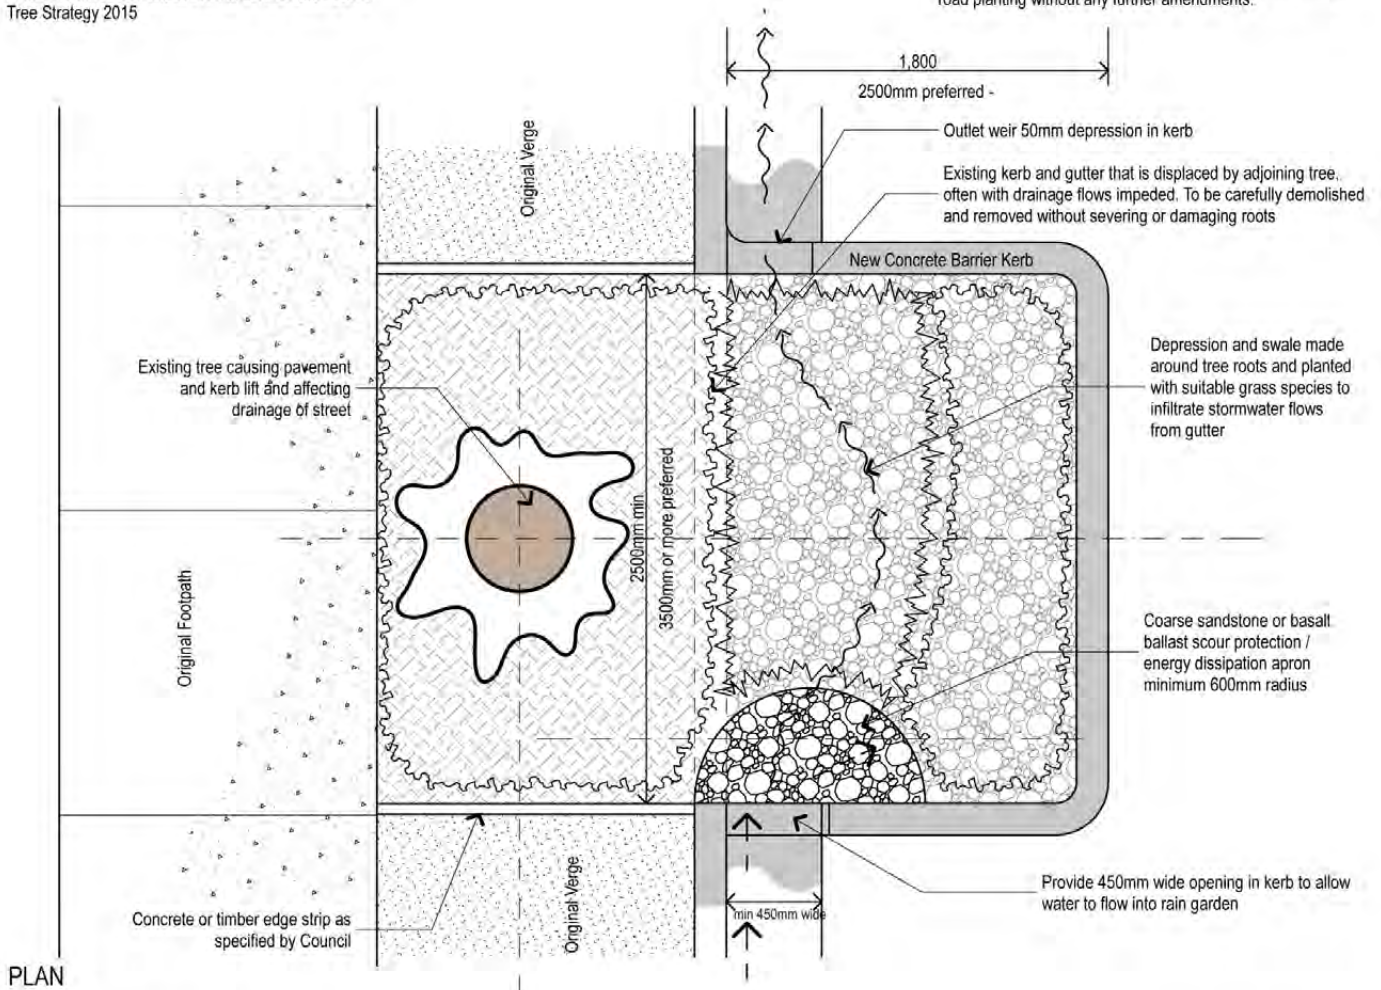 Tree Strategy 2015
road planting without any further amendments.
1,800
2500mm preferred -
Outlet weir 50mm depression in kerb
Existing kerb and gutter that is displaced by adjoining tree,
often with drainage flows impeded. To be carefully demolished
and removed without severing or damaging roots
Original Verge
New Concrete Barrier Kerb
Existing tree causing pavement
and kerb lift and affecting
drainage of street
Depression and swale made
around tree roots and planted
with suitable grass species to
infiltrate stormwater flows
from gutter
2500mm min
3500mm or more preferred
Original Footpath
Coarse sandstone or basalt
ballast scour protection /
energy dissipation apron
minimum 600mm radius
Provide 450mm wide opening in kerb to allow
water to flow into rain garden
min 450mm wide
Original Verge
Concrete or timber edge strip as
specified by Council
PLAN